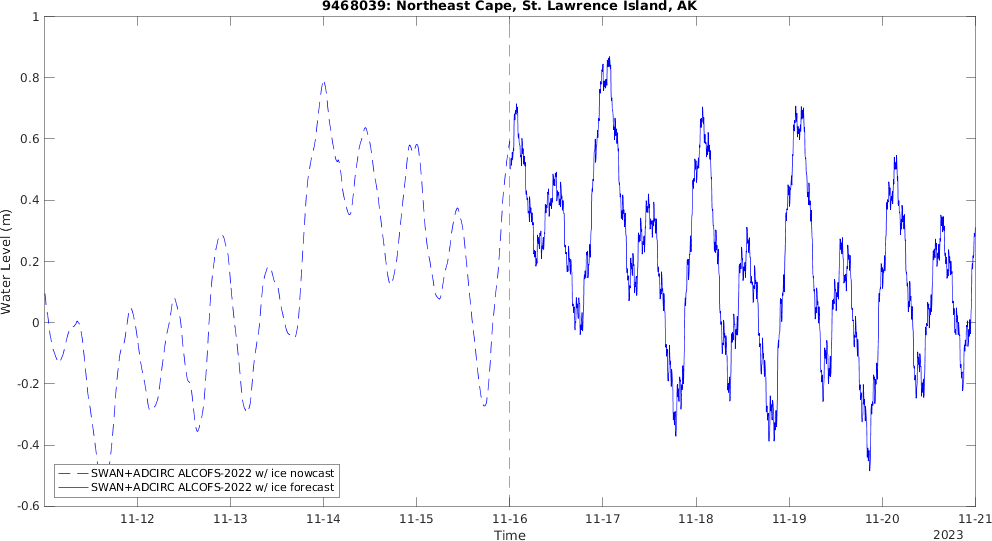 9468039: Northeast Cape, St. Lawrence Island, AK
Water Level (m)
1
0.8
0.6
0.4
0.2
0
-0.2
-0.4
-0.6
SWAN+ADCIRC ALCOFS-2022 w/ ice nowcast
SWAN+ADCIRC ALCOFS-2022 w/ ice forecast
11-12 11-13 11-14 11-15 11-16 11-17 11-18 11-19 11-20 11-21
Time
2023